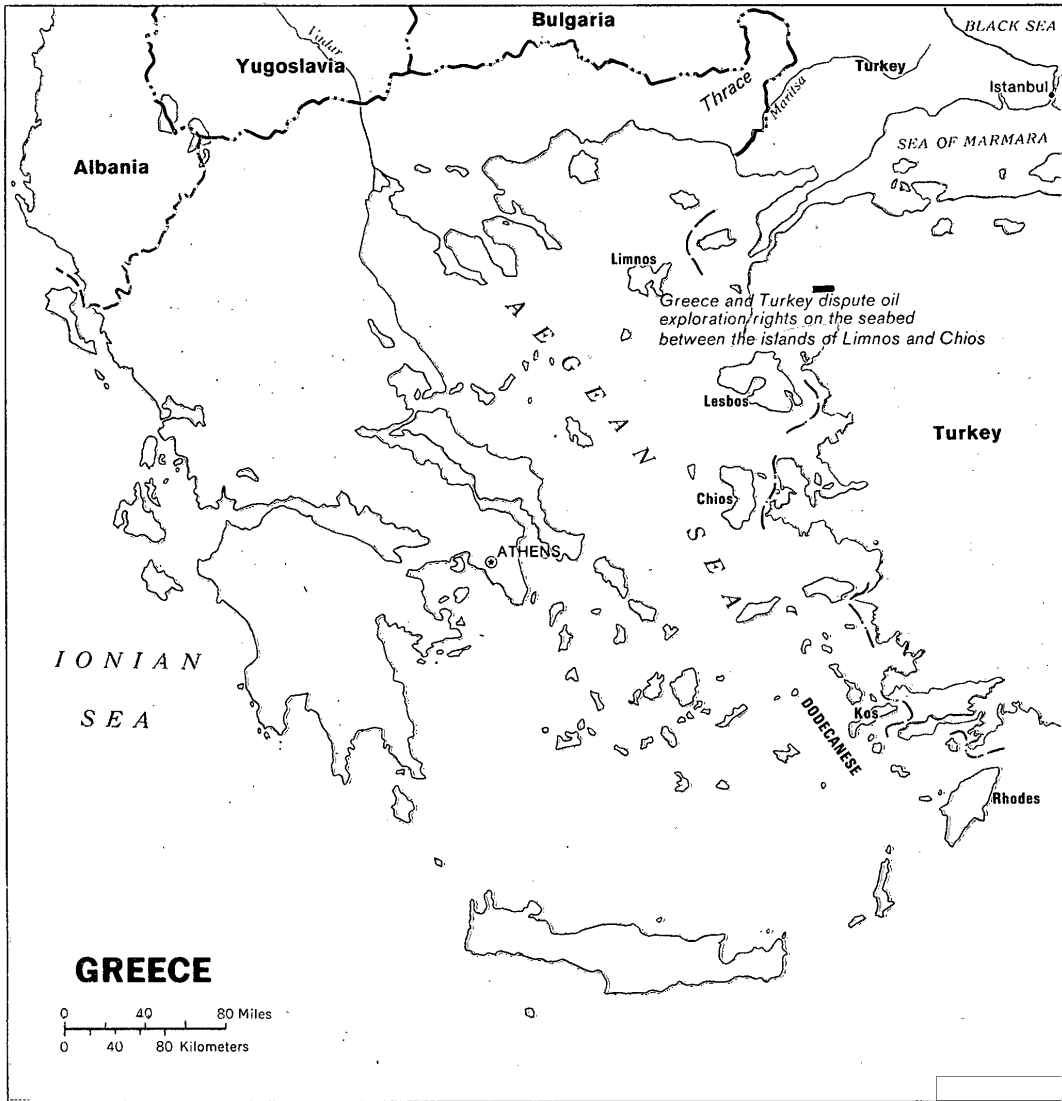 Bulgaria
BLACK SEA
Vardar
Yugoslavia
Turkey
Thrace
Maritsa
Istanbul
SEA OF MARMARA
Albania
Limnos
Greece and Turkey dispute oil
exploration rights on the seabed
between the islands of Limnos and Chios
AEGEAN SEA
Lesbos
Turkey
Chios
ATHENS
IONIAN
SEA
Kos
DODECANESE
Rhodes
GREECE
0 40 80 Miles
0 40 80 Kilometers